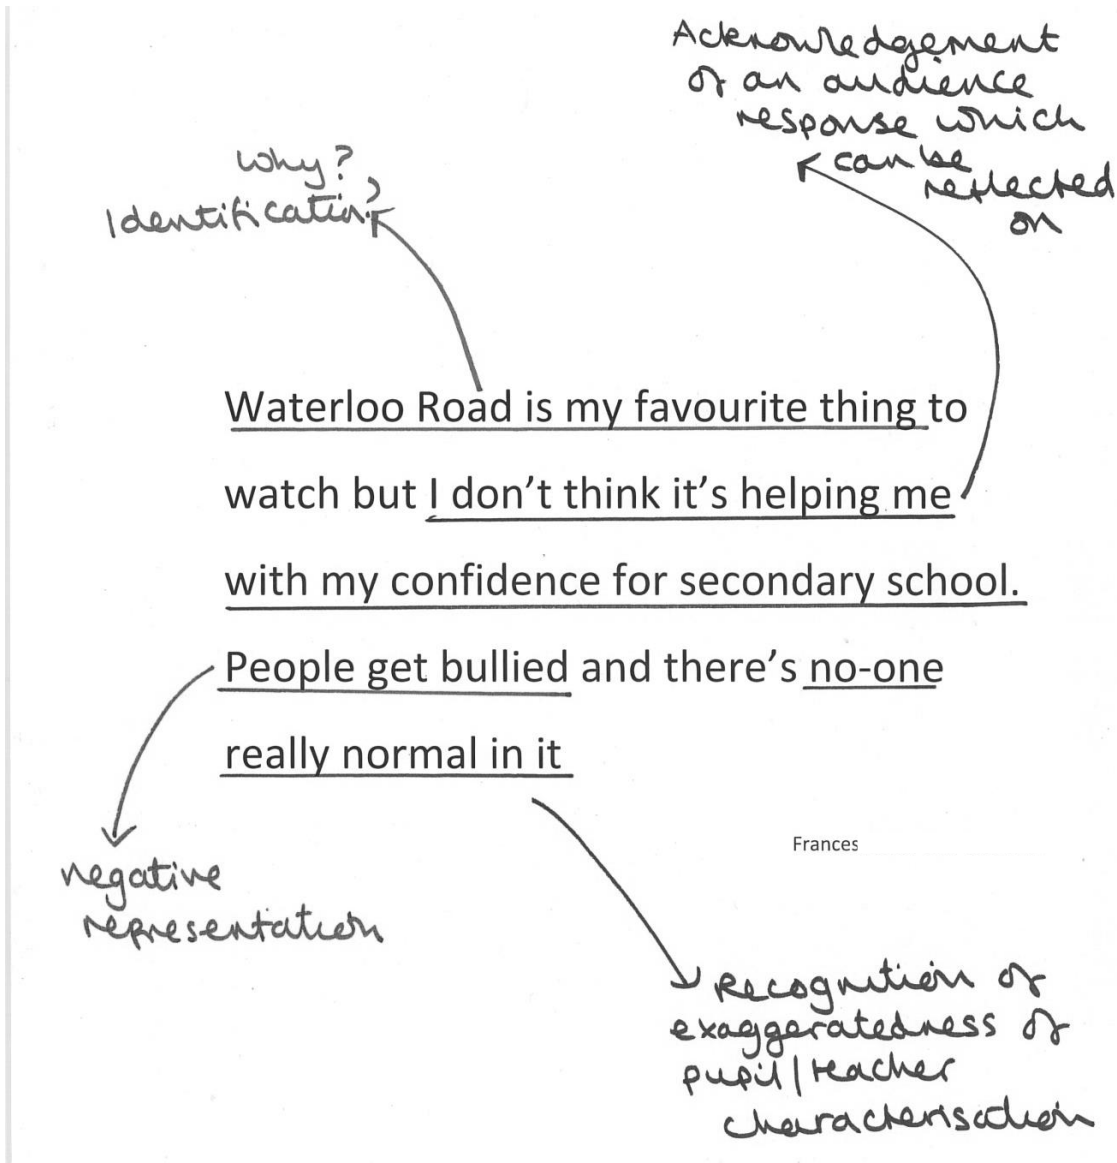 Acknowledgement
of an audience
response which
can be
reflected
on
why?
Identification?
Waterloo Road is my favourite thing to
watch but I don't think it's helping me
with my confidence for secondary school.
People get bullied and there's no-one
really normal in it
Frances
negative
representation
Recognition of
exaggeratedness of
pupil/teacher
characterisation